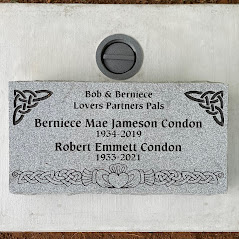 Bob & Berniece
Lovers Partners Pals
Berniece Mae Jameson Condon
1934-2019
Robert Emmett Condon
1933-2021